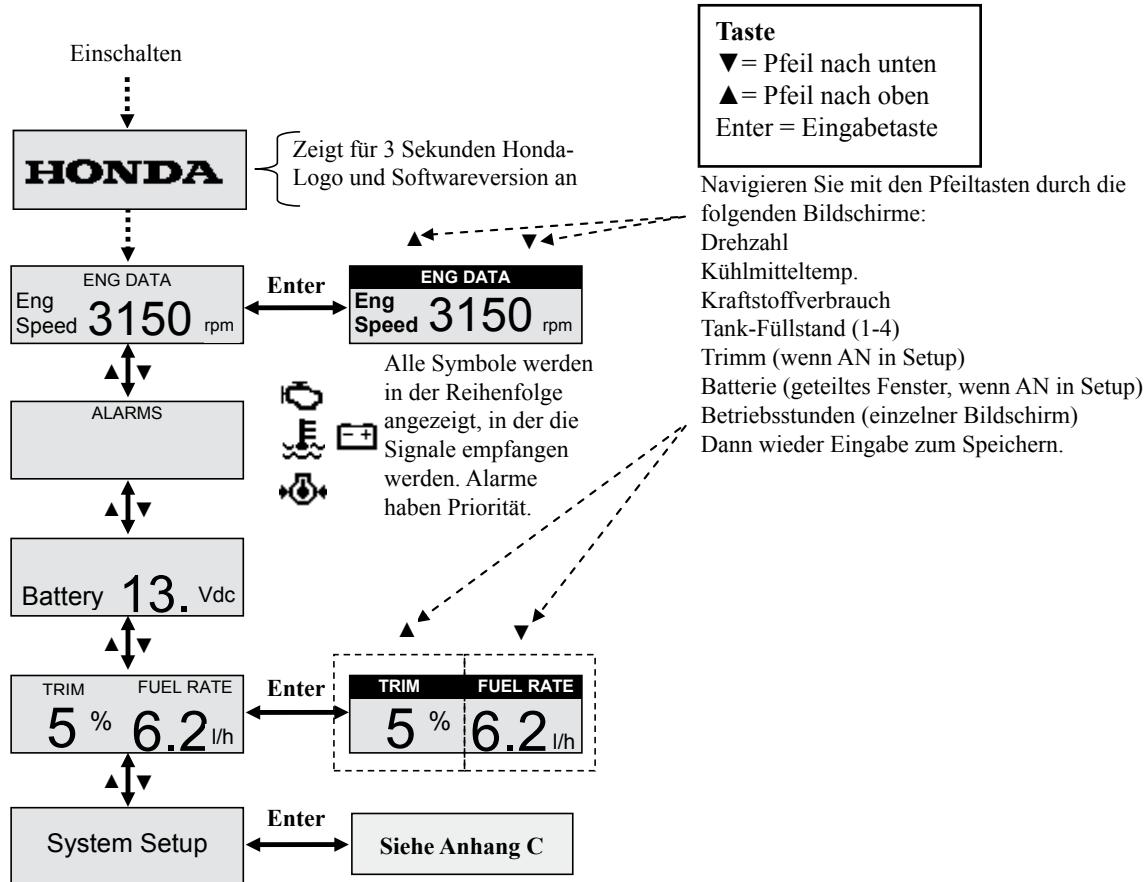 Einschalten
HONDA
Zeigt für 3 Sekunden Honda-
Logo und Softwareversion an
Taste
▼= Pfeil nach unten
▲= Pfeil nach oben
Enter = Eingabetaste
Navigieren Sie mit den Pfeiltasten durch die
folgenden Bildschirme:
Drehzahl
Kühlmitteltemp.
Kraftstoffverbrauch
Tank-Füllstand (1-4)
Trimm (wenn AN in Setup)
Batterie (geteiltes Fenster, wenn AN in Setup)
Betriebsstunden (einzelner Bildschirm)
Dann wieder Eingabe zum Speichern.
▲ ▼
ENG DATA
Eng
Speed 3150 rpm
Enter
ENG DATA
Eng
Speed 3150 rpm
▲ ▼
Alle Symbole werden
in der Reihenfolge
angezeigt, in der die
Signale empfangen
werden. Alarme
haben Priorität.
ALARMS
▲ ▼
Battery 13. Vdc
▲ ▼
▲ ▼
TRIM FUEL RATE
5 % 6.2 l/h
Enter
TRIM FUEL RATE
5 % 6.2 l/h
▲ ▼
System Setup
Enter
Siehe Anhang C